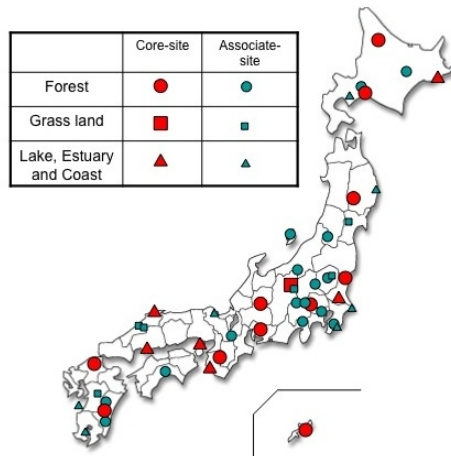 Core-site
Associate-
site
Forest
Grass land
Lake, Estuary
and Coast